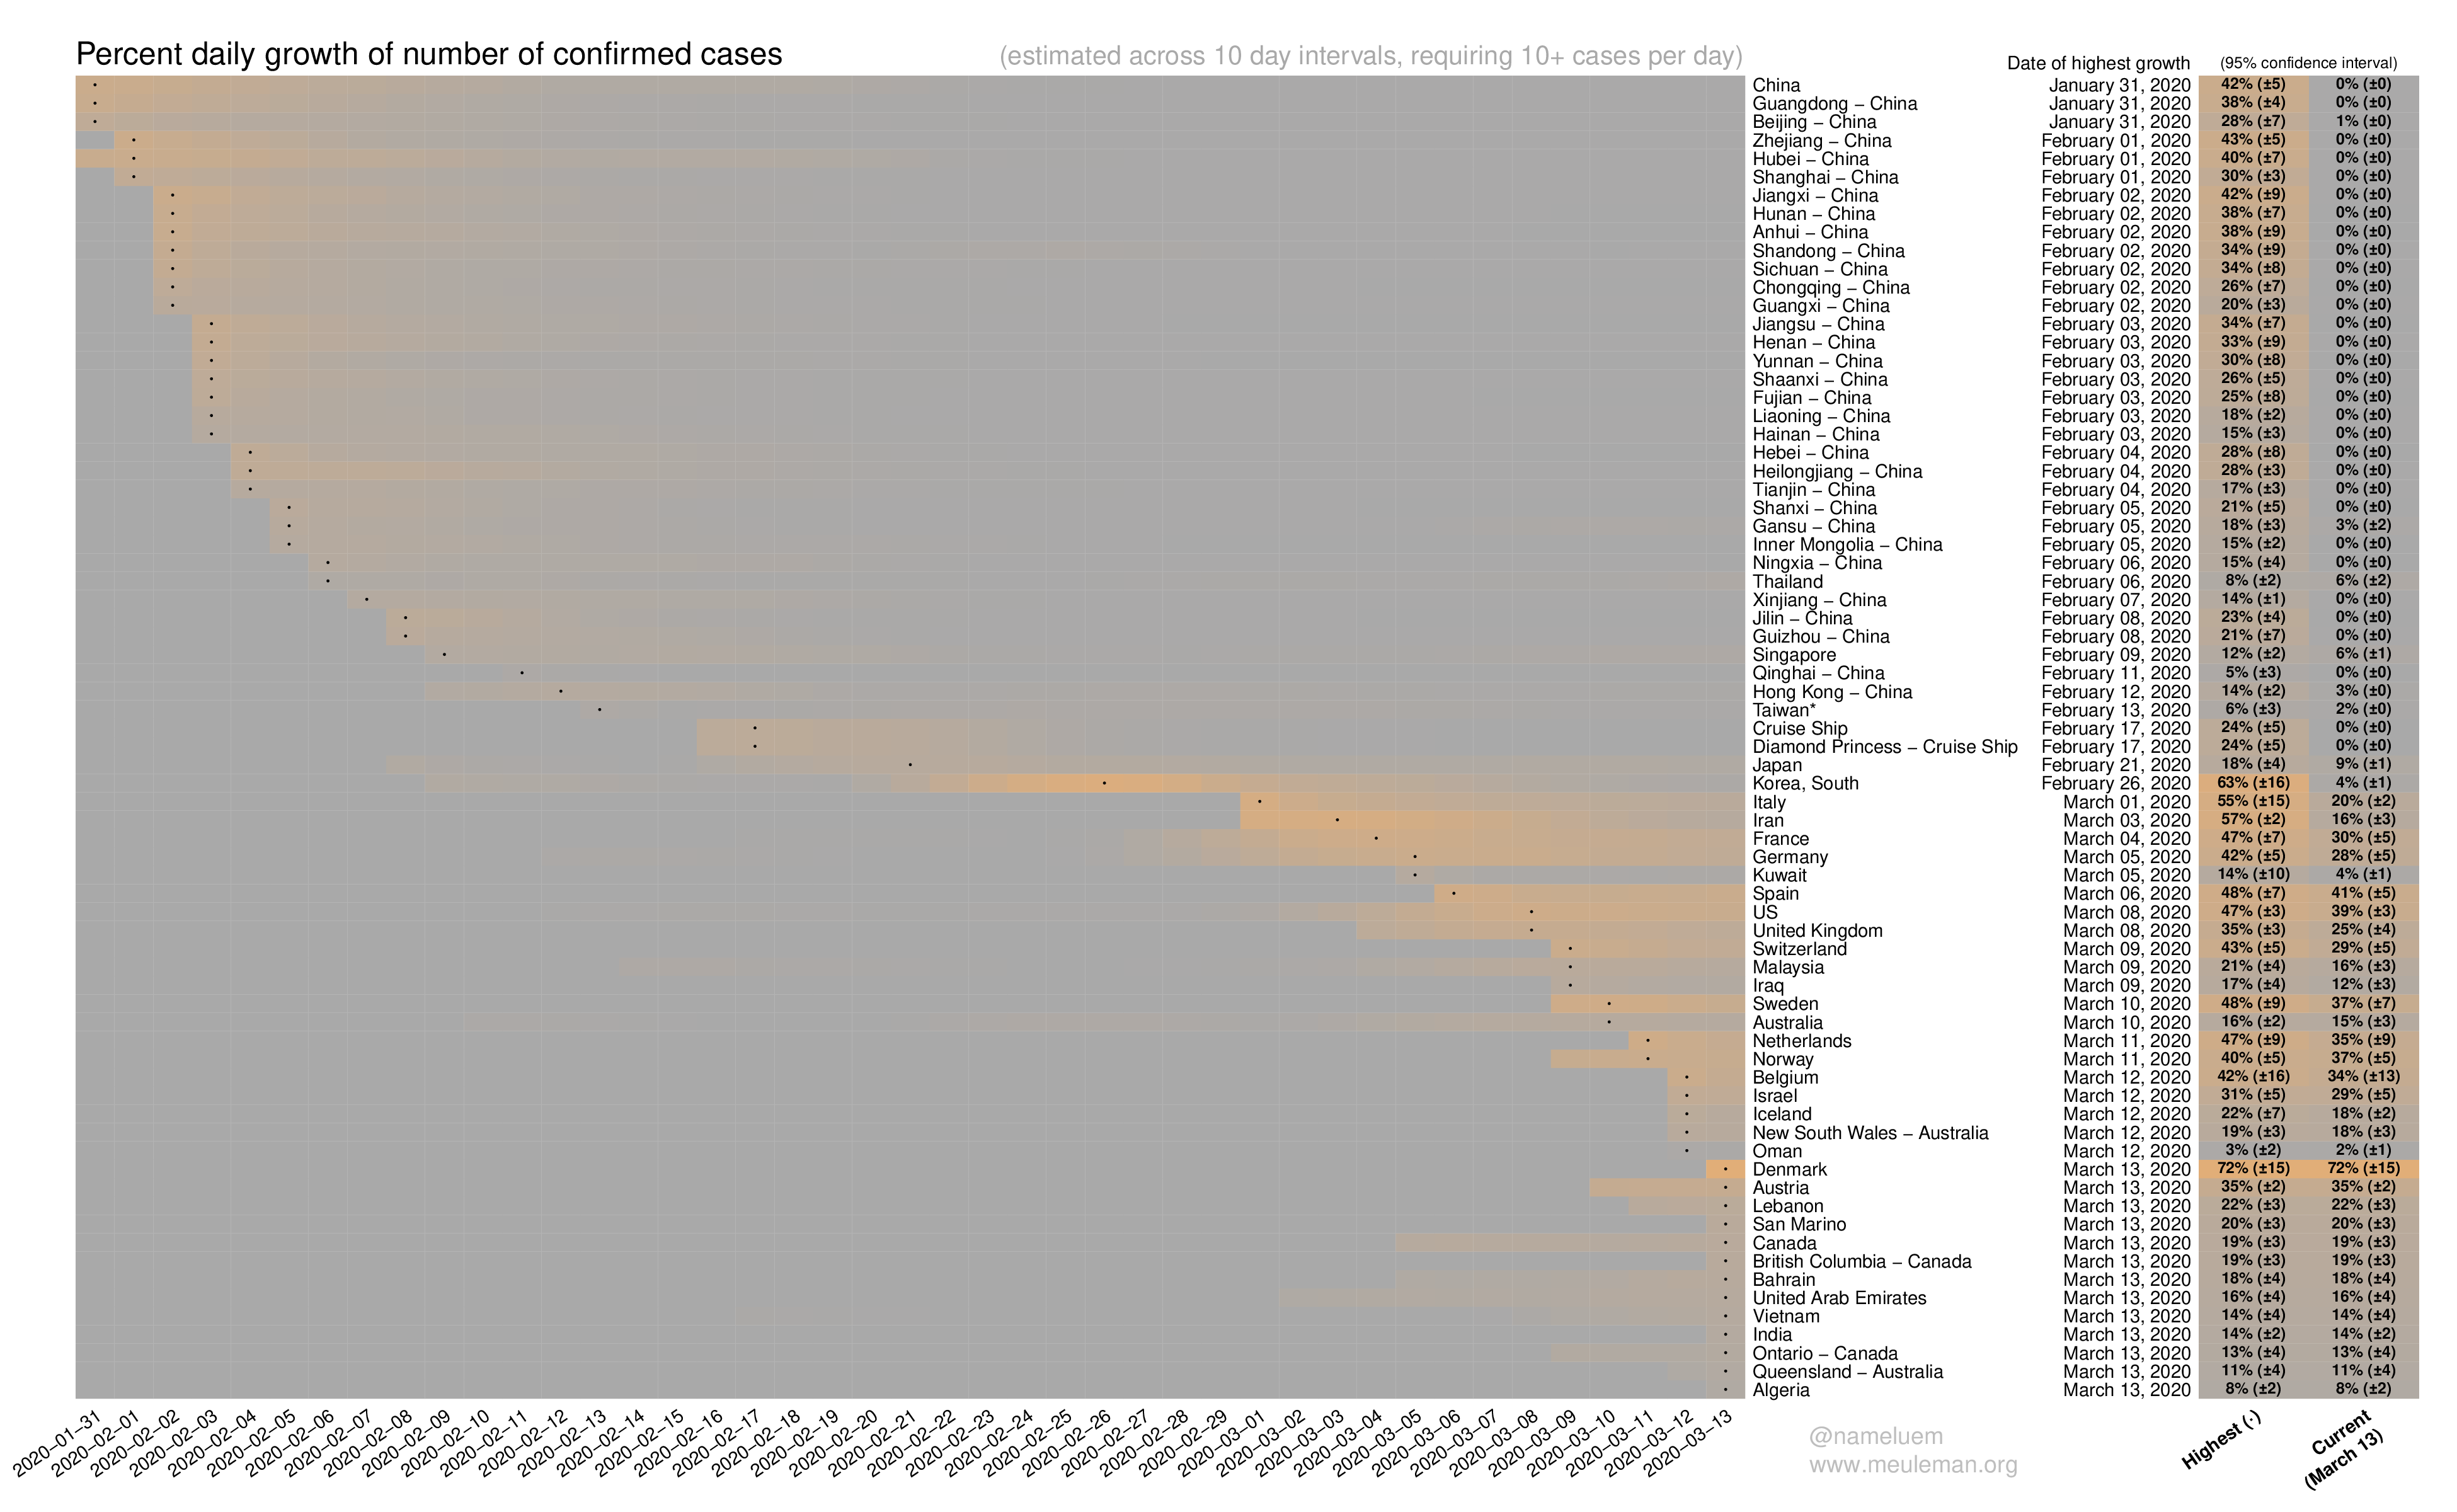 Percent daily growth of number of confirmed cases (estimated across 10 day intervals, requiring 10+ cases per day) Date of highest growth (95% confidence interval)
China January 31, 2020 42% (±5) 0% (±0)
Guangdong – China January 31, 2020 38% (±4) 0% (±0)
Beijing – China January 31, 2020 28% (±7) 1% (±0)
Zhejiang – China February 01, 2020 43% (±5) 0% (±0)
Hubei – China February 01, 2020 40% (±7) 0% (±0)
Shanghai – China February 01, 2020 30% (±3) 0% (±0)
Jiangxi – China February 02, 2020 42% (±9) 0% (±0)
Hunan – China February 02, 2020 38% (±7) 0% (±0)
Anhui – China February 02, 2020 38% (±9) 0% (±0)
Shandong – China February 02, 2020 34% (±9) 0% (±0)
Sichuan – China February 02, 2020 34% (±8) 0% (±0)
Chongqing – China February 02, 2020 26% (±7) 0% (±0)
Guangxi – China February 02, 2020 20% (±3) 0% (±0)
Jiangsu – China February 03, 2020 34% (±7) 0% (±0)
Henan – China February 03, 2020 33% (±9) 0% (±0)
Yunnan – China February 03, 2020 30% (±8) 0% (±0)
Shaanxi – China February 03, 2020 26% (±5) 0% (±0)
Fujian – China February 03, 2020 25% (±8) 0% (±0)
Liaoning – China February 03, 2020 18% (±2) 0% (±0)
Hainan – China February 03, 2020 15% (±3) 0% (±0)
Hebei – China February 04, 2020 28% (±8) 0% (±0)
Heilongjiang – China February 04, 2020 28% (±3) 0% (±0)
Tianjin – China February 04, 2020 17% (±3) 0% (±0)
Shanxi – China February 05, 2020 21% (±5) 0% (±0)
Gansu – China February 05, 2020 18% (±3) 3% (±2)
Inner Mongolia – China February 05, 2020 15% (±2) 0% (±0)
Ningxia – China February 06, 2020 15% (±4) 0% (±0)
Thailand February 06, 2020 8% (±2) 6% (±2)
Xinjiang – China February 07, 2020 14% (±1) 0% (±0)
Jilin – China February 08, 2020 23% (±4) 0% (±0)
Guizhou – China February 08, 2020 21% (±7) 0% (±0)
Singapore February 09, 2020 12% (±2) 6% (±1)
Qinghai – China February 11, 2020 5% (±3) 0% (±0)
Hong Kong – China February 12, 2020 14% (±2) 3% (±0)
Taiwan* February 13, 2020 6% (±3) 2% (±0)
Cruise Ship February 17, 2020 24% (±5) 0% (±0)
Diamond Princess – Cruise Ship February 17, 2020 24% (±5) 0% (±0)
Japan February 21, 2020 18% (±4) 9% (±1)
Korea, South February 26, 2020 63% (±16) 4% (±1)
Italy March 01, 2020 55% (±15) 20% (±2)
Iran March 03, 2020 57% (±2) 16% (±3)
France March 04, 2020 47% (±7) 30% (±5)
Germany March 05, 2020 42% (±5) 28% (±5)
Kuwait March 05, 2020 14% (±10) 4% (±1)
Spain March 06, 2020 48% (±7) 41% (±5)
US March 08, 2020 47% (±3) 39% (±3)
United Kingdom March 08, 2020 35% (±3) 25% (±4)
Switzerland March 09, 2020 43% (±5) 29% (±5)
Malaysia March 09, 2020 21% (±4) 16% (±3)
Iraq March 09, 2020 17% (±4) 12% (±3)
Sweden March 10, 2020 48% (±9) 37% (±7)
Australia March 10, 2020 16% (±2) 15% (±3)
Netherlands March 11, 2020 47% (±9) 35% (±9)
Norway March 11, 2020 40% (±5) 37% (±5)
Belgium March 12, 2020 42% (±16) 34% (±13)
Israel March 12, 2020 31% (±5) 29% (±5)
Iceland March 12, 2020 22% (±7) 18% (±2)
New South Wales – Australia March 12, 2020 19% (±3) 18% (±3)
Oman March 12, 2020 3% (±2) 2% (±1)
Denmark March 13, 2020 72% (±15) 72% (±15)
Austria March 13, 2020 35% (±2) 35% (±2)
Lebanon March 13, 2020 22% (±3) 22% (±3)
San Marino March 13, 2020 20% (±3) 20% (±3)
Canada March 13, 2020 19% (±3) 19% (±3)
British Columbia – Canada March 13, 2020 19% (±3) 19% (±3)
Bahrain March 13, 2020 18% (±4) 18% (±4)
United Arab Emirates March 13, 2020 16% (±4) 16% (±4)
Vietnam March 13, 2020 14% (±4) 14% (±4)
India March 13, 2020 14% (±2) 14% (±2)
Ontario – Canada March 13, 2020 13% (±4) 13% (±4)
Queensland – Australia March 13, 2020 11% (±4) 11% (±4)
Algeria March 13, 2020 8% (±2) 8% (±2)
2020–01–31
2020–02–01
2020–02–02
2020–02–03
2020–02–04
2020–02–05
2020–02–06
2020–02–07
2020–02–08
2020–02–09
2020–02–10
2020–02–11
2020–02–12
2020–02–13
2020–02–14
2020–02–15
2020–02–16
2020–02–17
2020–02–18
2020–02–19
2020–02–20
2020–02–21
2020–02–22
2020–02–23
2020–02–24
2020–02–25
2020–02–26
2020–02–27
2020–02–28
2020–02–29
2020–03–01
2020–03–02
2020–03–03
2020–03–04
2020–03–05
2020–03–06
2020–03–07
2020–03–08
2020–03–09
2020–03–10
2020–03–11
2020–03–12
2020–03–13
@nameluem
www.meuleman.org
Highest (·)
Current
(March 13)